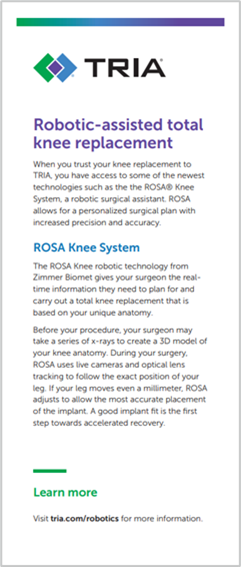 TRIA®
Robotic-assisted total
knee replacement
When you trust your knee replacement to
TRIA, you have access to some of the newest
technologies such as the the ROSA® Knee
System, a robotic surgical assistant. ROSA
allows for a personalized surgical plan with
increased precision and accuracy.
ROSA Knee System
The ROSA Knee robotic technology from
Zimmer Biomet gives your surgeon the real-
time information they need to plan for and
carry out a total knee replacement that is
based on your unique anatomy.
Before your procedure, your surgeon may
take a series of x-rays to create a 3D model of
your knee anatomy. During your surgery,
ROSA uses live cameras and optical lens
tracking to follow the exact position of your
leg. If your leg moves even a millimeter, ROSA
adjusts to allow the most accurate placement
of the implant. A good implant fit is the first
step towards accelerated recovery.
Learn more
Visit tria.com/robotics for more information.